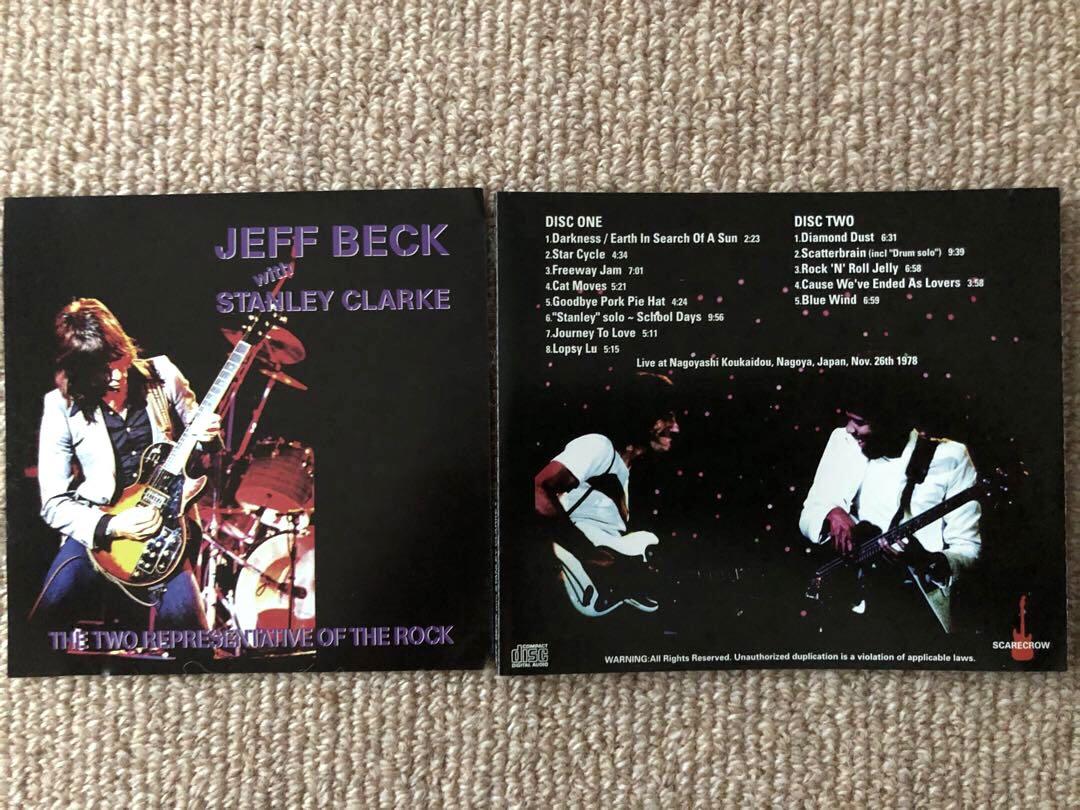 JEFF BECK
with
STANLEY CLARKE
THE TWO REPRESENTATIVE OF THE ROCK
DISC ONE
1.Darkness / Earth In Search Of A Sun 2:23
2.Star Cycle 4:34
3.Freeway Jam 7:01
4.Cat Moves 5:21
5.Goodbye Pork Pie Hat 4:24
6."Stanley" solo ~ School Days 9:56
7.Journey To Love 5:11
8.Lopsy Lu 5:15
DISC TWO
1.Diamond Dust 6:31
2.Scatterbrain (incl "Drum solo") 9:39
3.Rock 'N' Roll Jelly 6:58
4.Cause We've Ended As Lovers 3:58
5.Blue Wind 6:59
Live at Nagoyashi Koukaidou, Nagoya, Japan, Nov. 26th 1978
COMPACT
disc
DIGITAL AUDIO
WARNING:All Rights Reserved. Unauthorized duplication is a violation of applicable laws.
SCARECROW